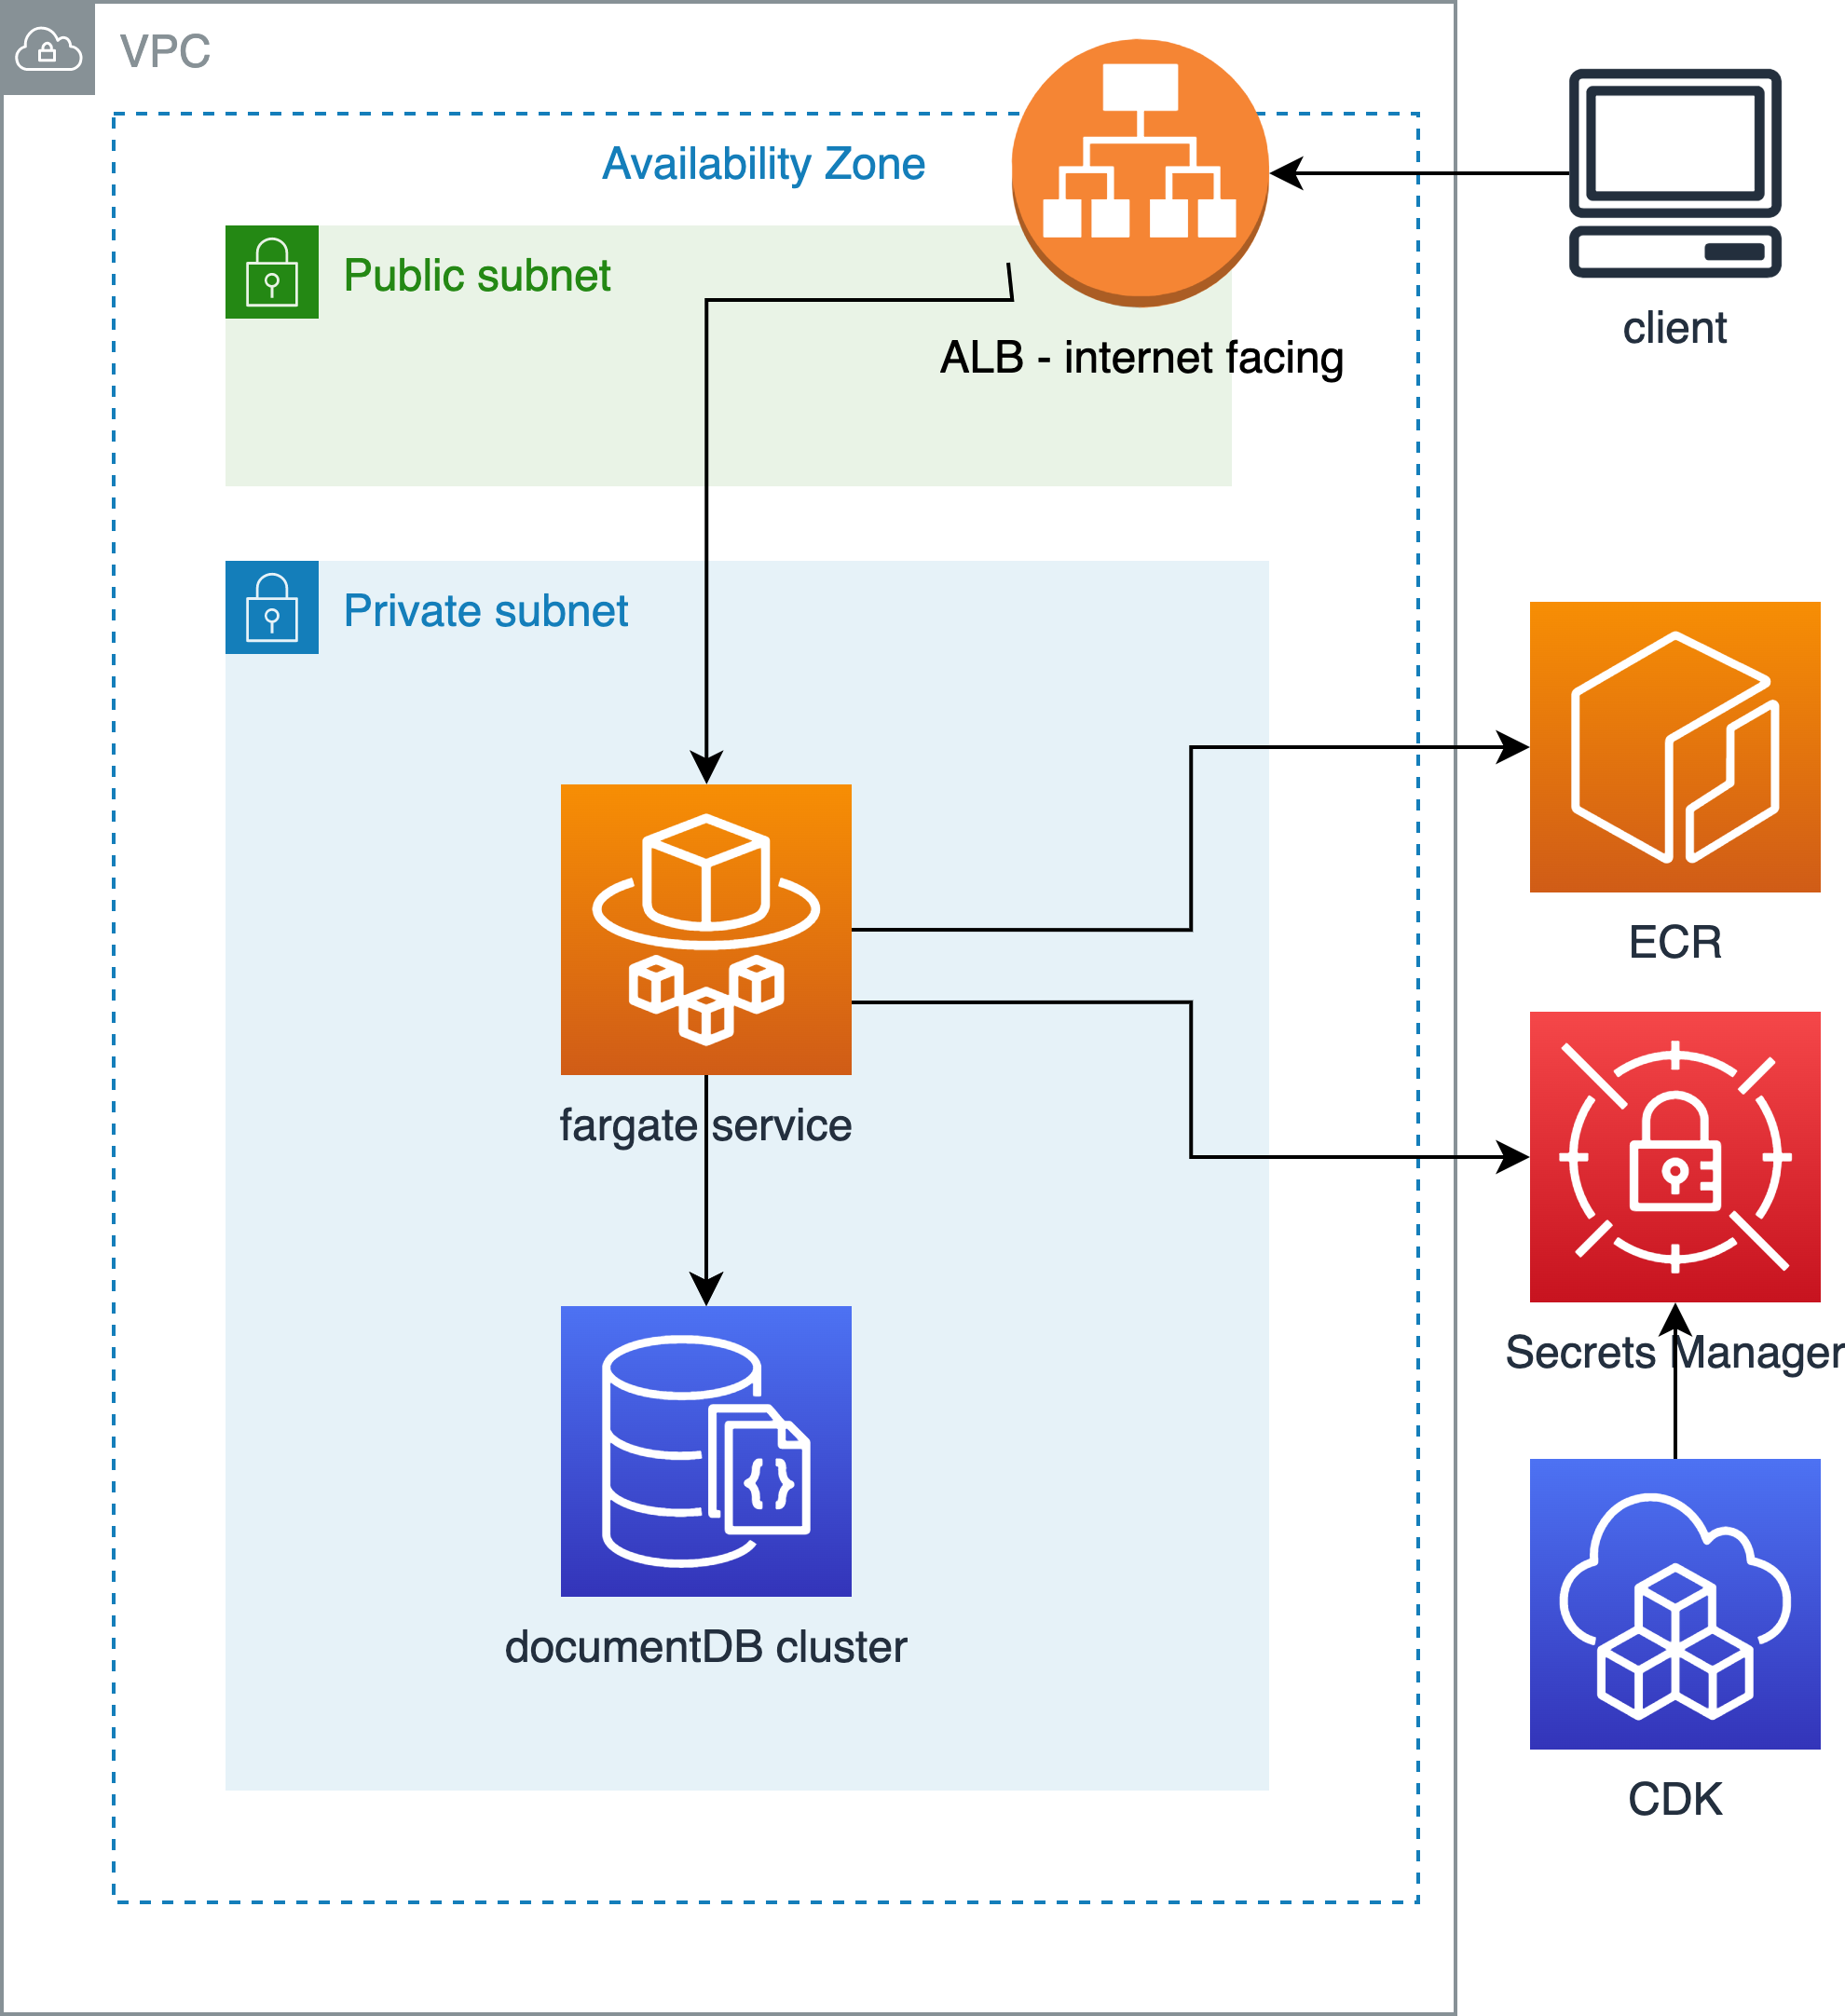 VPC
Availability Zone
Public subnet
ALB - internet facing
client
Private subnet
ECR
fargate service
Secrets Manager
documentDB cluster
CDK